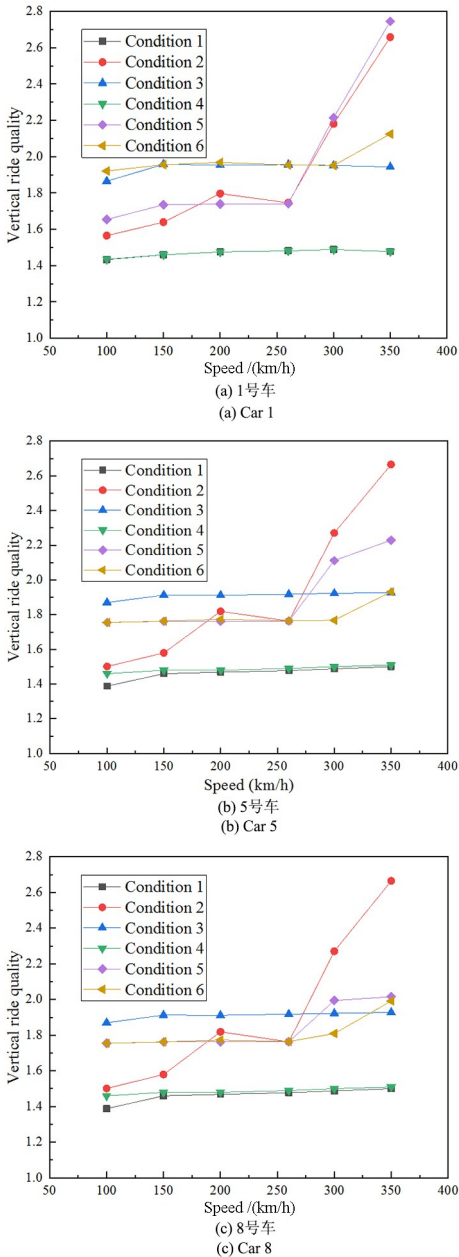 2.8
2.6
2.4
2.2
2.0
1.8
1.6
1.4
1.2
1.0
Vertical ride quality
Condition 1
Condition 2
Condition 3
Condition 4
Condition 5
Condition 6
50 100 150 200 250 300 350 400
Speed /(km/h)
(a) 1号车
(a) Car 1
2.8
2.6
2.4
2.2
2.0
1.8
1.6
1.4
1.2
1.0
Vertical ride quality
Condition 1
Condition 2
Condition 3
Condition 4
Condition 5
Condition 6
50 100 150 200 250 300 350 400
Speed (km/h)
(b) 5号车
(b) Car 5
2.8
2.6
2.4
2.2
2.0
1.8
1.6
1.4
1.2
1.0
Vertical ride quality
Condition 1
Condition 2
Condition 3
Condition 4
Condition 5
Condition 6
50 100 150 200 250 300 350 400
Speed /(km/h)
(c) 8号车
(c) Car 8